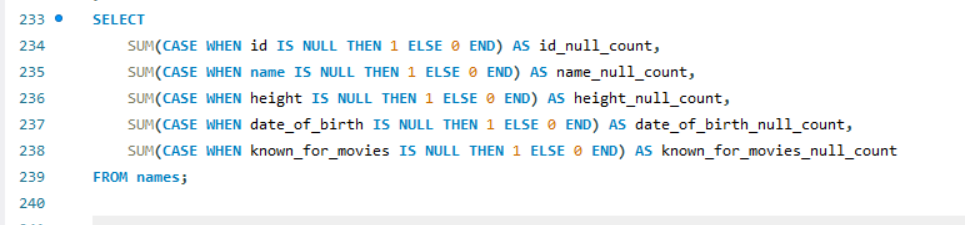 233 SELECT
234 SUM(CASE WHEN id IS NULL THEN 1 ELSE 0 END) AS id_null_count,
235 SUM(CASE WHEN name IS NULL THEN 1 ELSE 0 END) AS name_null_count,
236 SUM(CASE WHEN height IS NULL THEN 1 ELSE 0 END) AS height_null_count,
237 SUM(CASE WHEN date_of_birth IS NULL THEN 1 ELSE 0 END) AS date_of_birth_null_count,
238 SUM(CASE WHEN known_for_movies IS NULL THEN 1 ELSE 0 END) AS known_for_movies_null_count
239 FROM names;
240